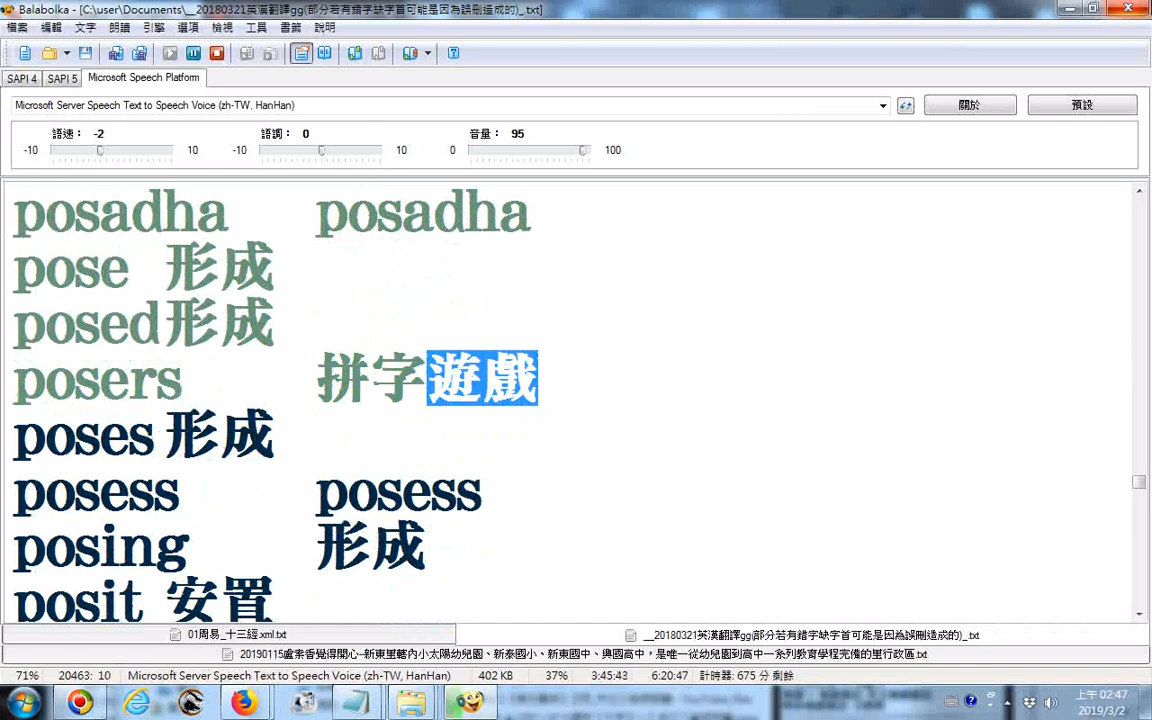 Balabolka - [C:\user\Documents\__20180321英漢翻譯gg(部分若有錯字缺字首可能是因為誤刪造成的)_.txt]
檔案 編輯 文字 朗讀 引擎 選項 檢視 工具 書籤 說明
SAPI 4 SAPI 5 Microsoft Speech Platform
Microsoft Server Speech Text to Speech Voice (zh-TW, HanHan) 關於 預設
語速： -2 語調： 0 音量： 95
-10 10 -10 10 0 100
posadha posadha
pose 形成
posed形成
posers 拼字遊戲
poses 形成
posess posess
posing 形成
posit 安置
01周易_十三經.xml.txt __20180321英漢翻譯gg(部分若有錯字缺字首可能是因為誤刪造成的)_.txt
20190115盧素香覺得開心--新東里轄內小太陽幼兒園、新泰國小、新東國中、興國高中，是唯一從幼兒園到高中一系列教育學程完備的里行政區.txt
71% 20463: 10 Microsoft Server Speech Text to Speech Voice (zh-TW, HanHan) 402 KB 37% 3:45:43 6:20:47 計時器: 675 分 剩餘
上午 02:47
2019/3/2